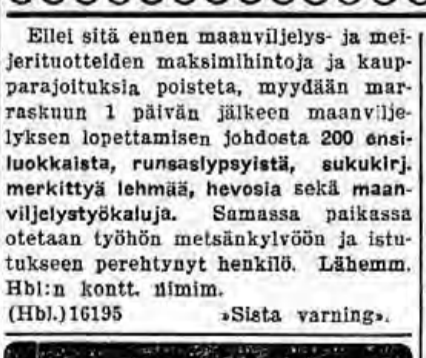 Ellei sitä ennen maanviljelys- ja mei-
jerituotteiden maksimihintoja ja kaup-
parajoituksia poisteta, myydään mar-
raskuun 1 päivän jälkeen maanvilje-
lyksen lopettamisen johdosta 200 ensi-
luokkaista, runsaslypsyistä, sukukirj.
merkittyä lehmää, hevosia sekä maan-
viljelystyökaluja. Samassa paikassa
otetaan työhön metsänkylvöön ja istu-
tukseen perehtynyt henkilö. Lähemm.
Hbl:n kontt. nimim.
(Hbl.) 16195 »Sista varning».